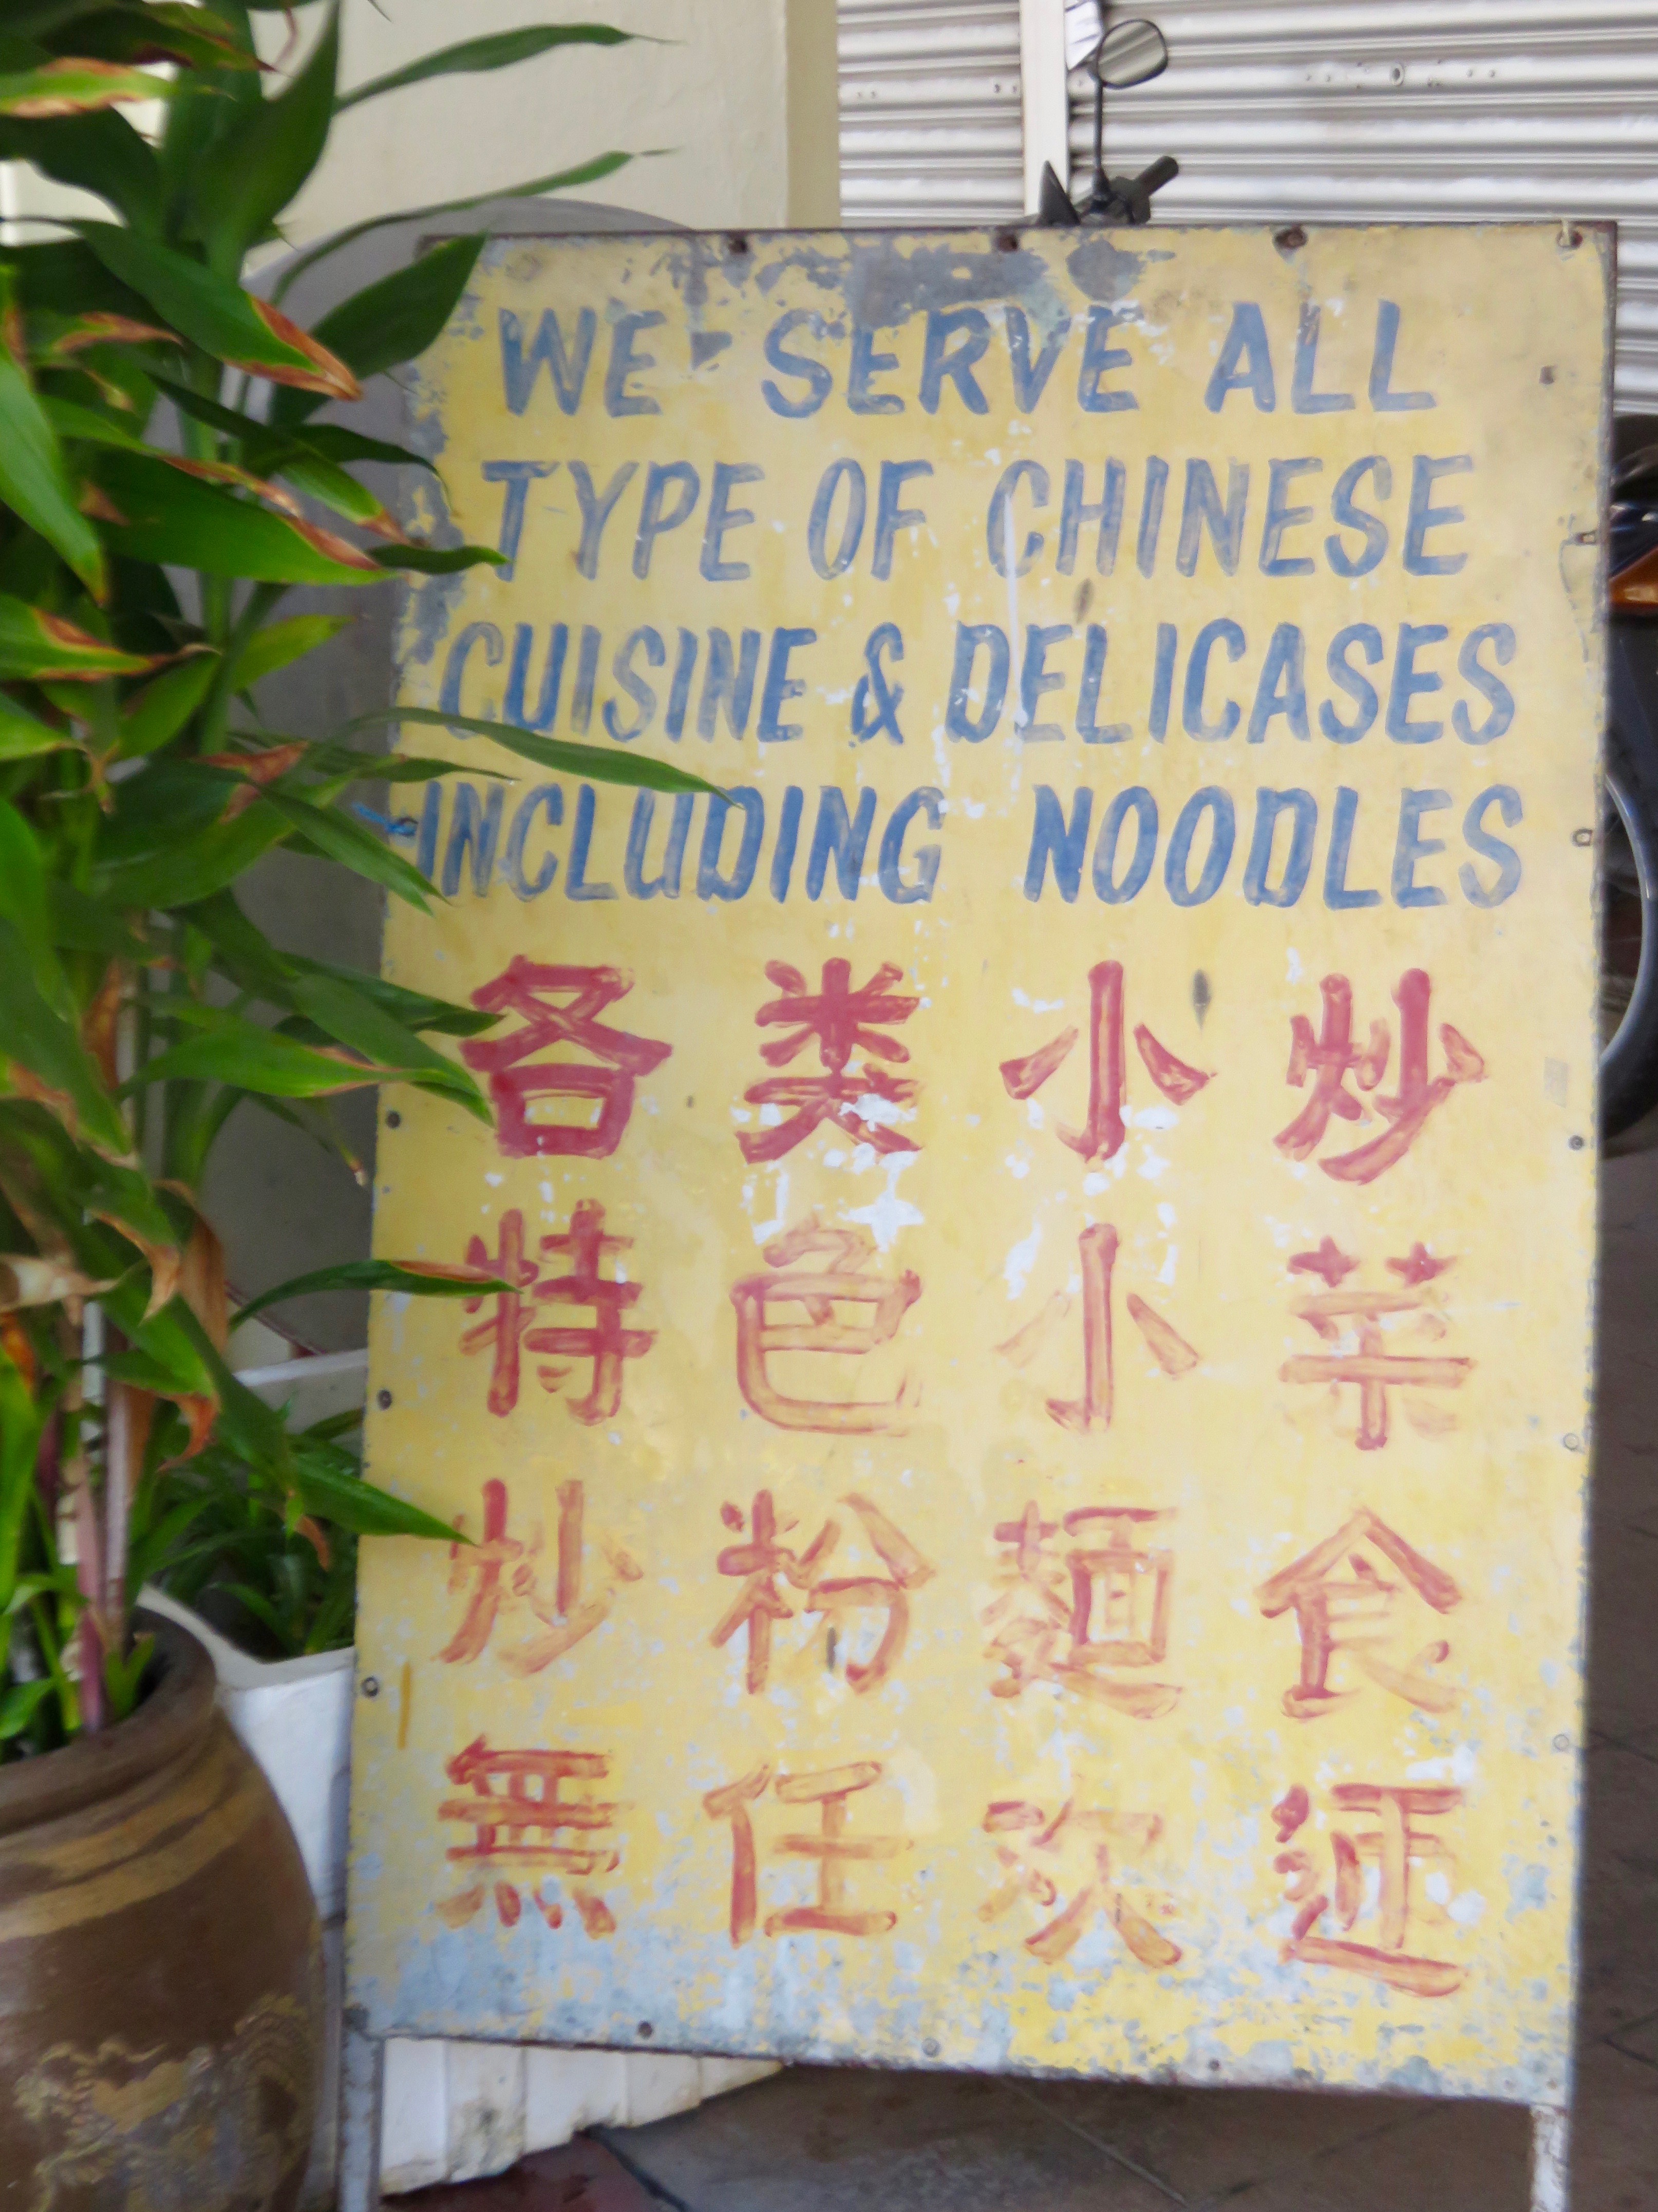 WE SERVE ALL
TYPE OF CHINESE
CUISINE & DELICASES
INCLUDING NOODLES
各类小炒
特色小菜
炒粉麵食
無任欢迎